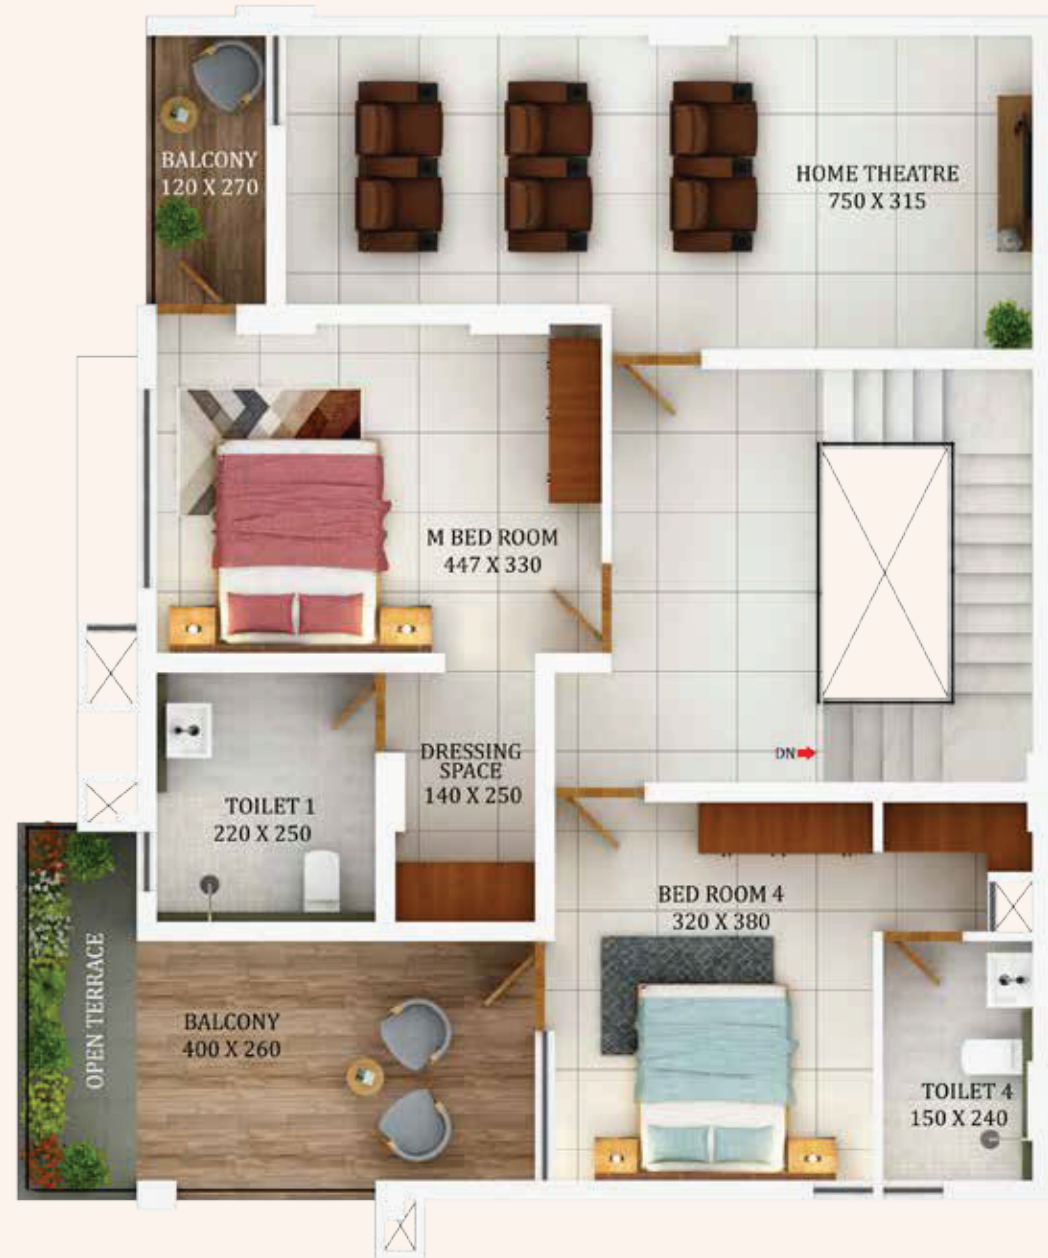 BALCONY
120 X 270
HOME THEATRE
750 X 315
M BED ROOM
447 X 330
DN
DRESSING
SPACE
140 X 250
TOILET 1
220 X 250
BED ROOM 4
320 X 380
OPEN TERRACE
BALCONY
400 X 260
TOILET 4
150 X 240